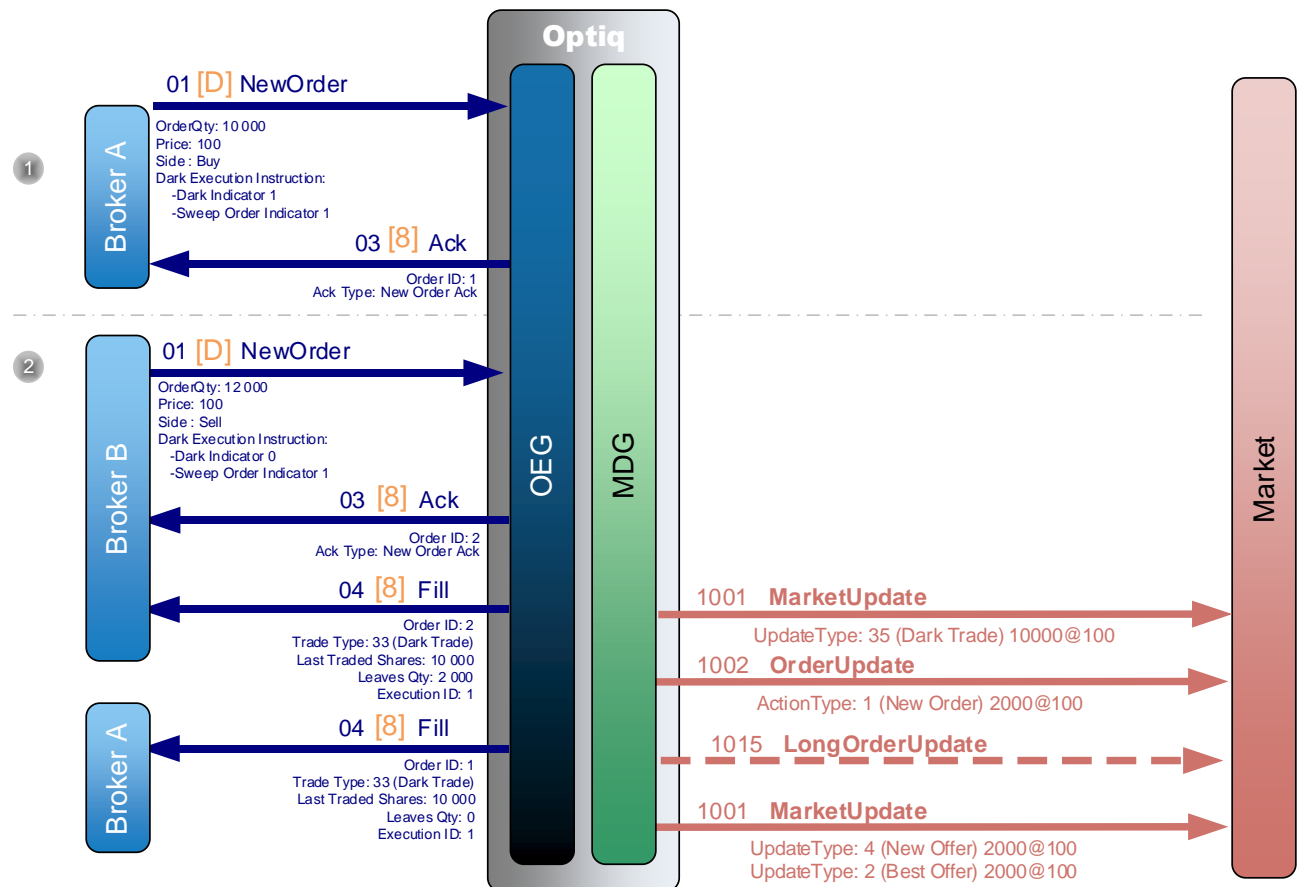 Optiq
OEG
MDG
Market
1
Broker A
01 [D] NewOrder
OrderQty: 10 000
Price: 100
Side : Buy
Dark Execution Instruction:
-Dark Indicator 1
-Sweep Order Indicator 1
03 [8] Ack
Order ID: 1
Ack Type: New Order Ack
2
Broker B
01 [D] NewOrder
OrderQty: 12 000
Price: 100
Side : Sell
Dark Execution Instruction:
-Dark Indicator 0
-Sweep Order Indicator 1
03 [8] Ack
Order ID: 2
Ack Type: New Order Ack
04 [8] Fill
Order ID: 2
Trade Type: 33 (Dark Trade)
Last Traded Shares: 10 000
Leaves Qty: 2 000
Execution ID: 1
Broker A
04 [8] Fill
Order ID: 1
Trade Type: 33 (Dark Trade)
Last Traded Shares: 10 000
Leaves Qty: 0
Execution ID: 1
1001 MarketUpdate
UpdateType: 35 (Dark Trade) 10000@100
1002 OrderUpdate
ActionType: 1 (New Order) 2000@100
1015 LongOrderUpdate
1001 MarketUpdate
UpdateType: 4 (New Offer) 2000@100
UpdateType: 2 (Best Offer) 2000@100